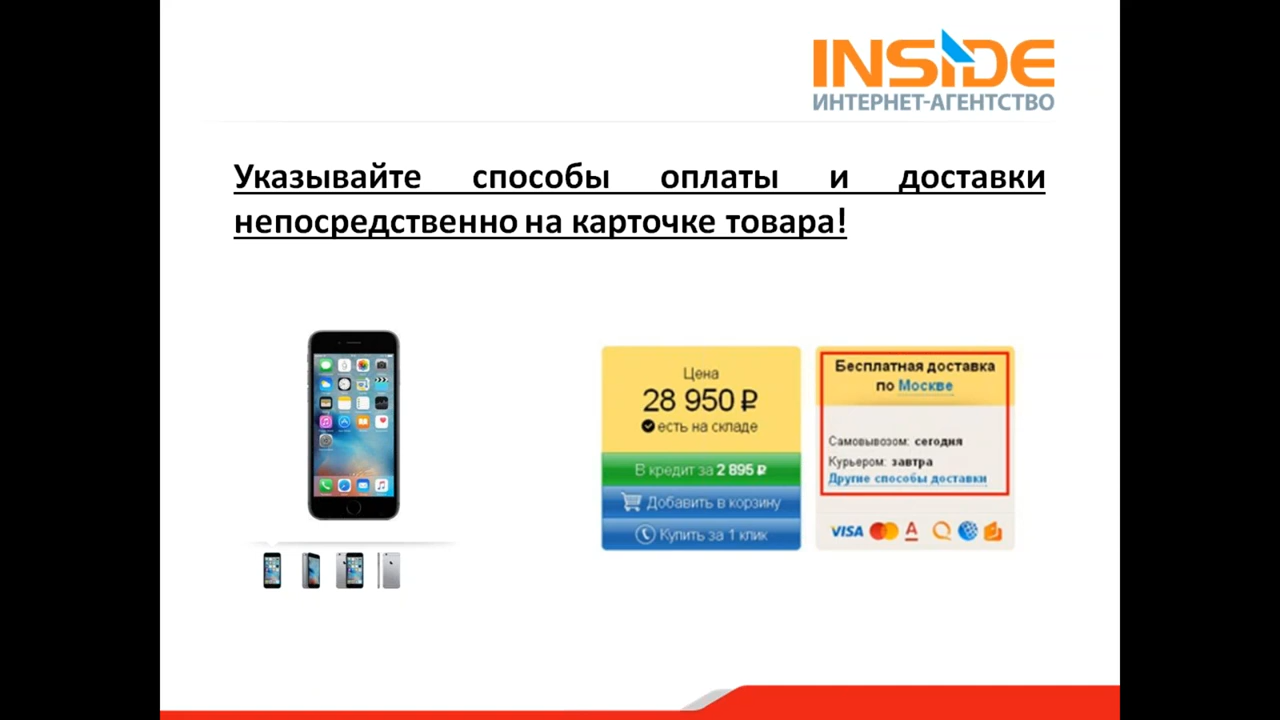 INSIDE
ИНТЕРНЕТ-АГЕНТСТВО
Указывайте способы оплаты и доставки
непосредственно на карточке товара!
Цена
28 950 ₽
есть на складе
В кредит за 2 895 ₽
Добавить в корзину
Купить за 1 клик
Бесплатная доставка
по Москве
Самовывозом: сегодня
Курьером: завтра
Другие способы доставки
VISA